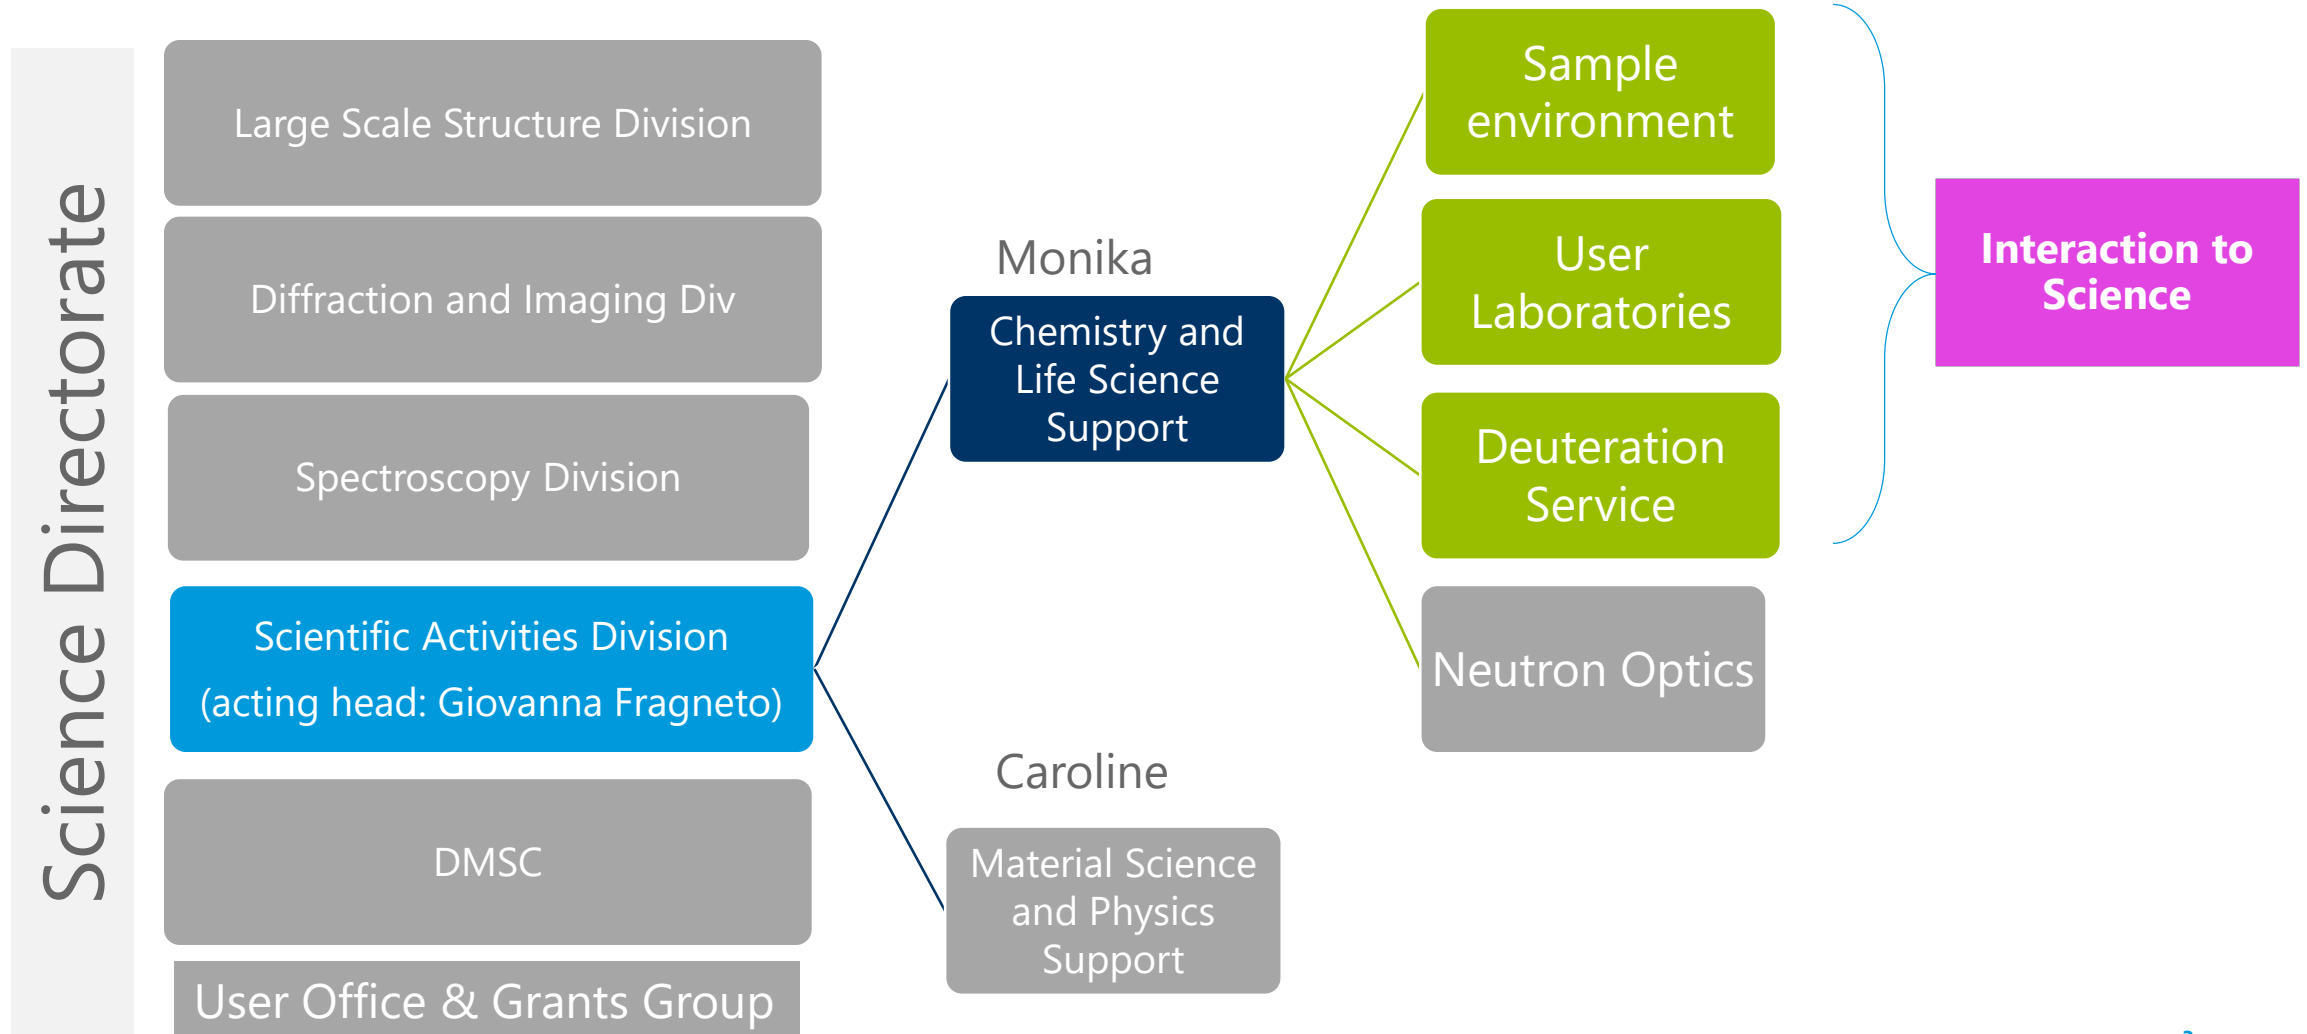 Science Directorate
Large Scale Structure Division
Diffraction and Imaging Div
Spectroscopy Division
Scientific Activities Division
(acting head: Giovanna Fragneto)
DMSC
User Office & Grants Group
Monika
Chemistry and
Life Science
Support
Caroline
Material Science
and Physics
Support
Sample
environment
User
Laboratories
Deuteration
Service
Neutron Optics
Interaction to
Science